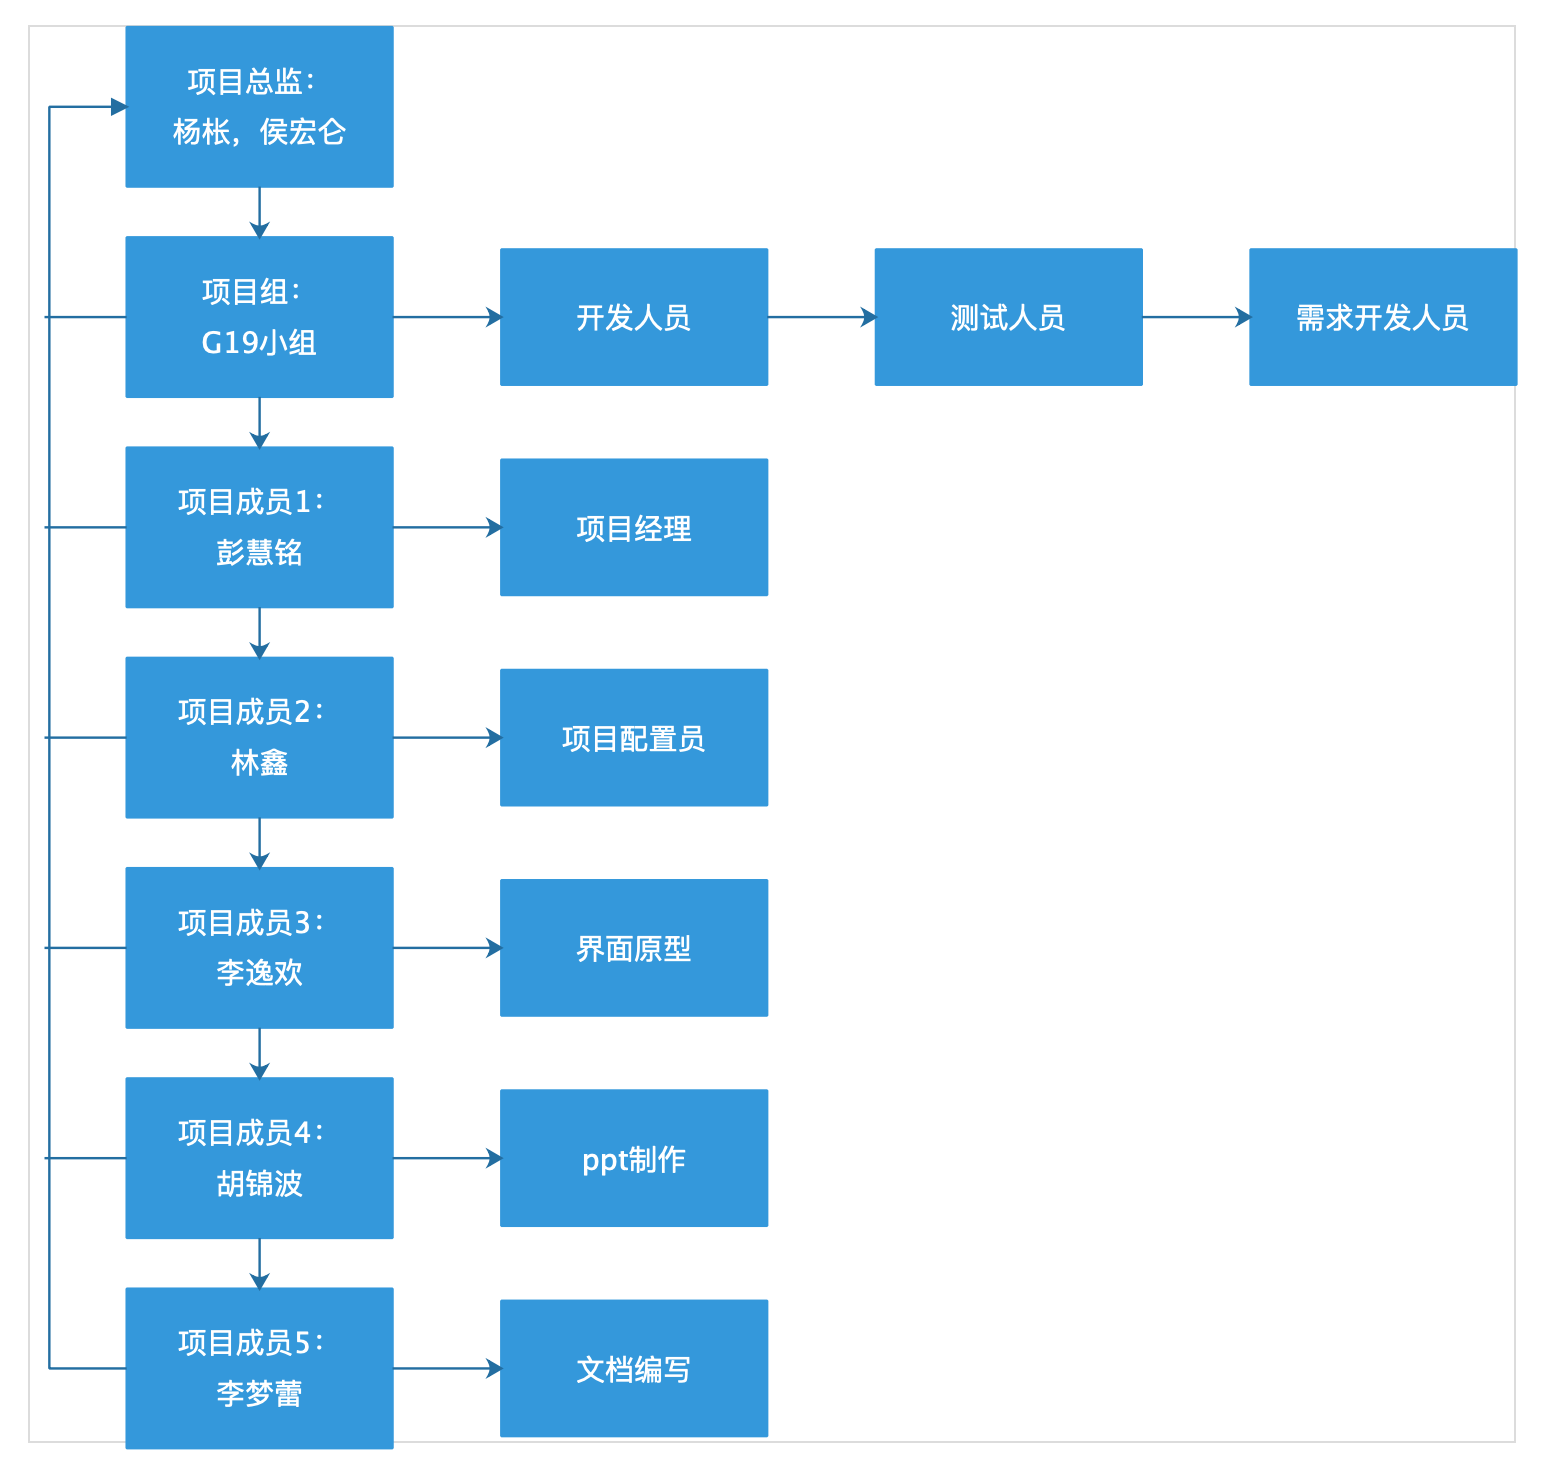 项目总监：
杨枨，侯宏仑
项目组：
G19小组
开发人员
测试人员
需求开发人员
项目成员1：
彭慧铭
项目经理
项目成员2：
林鑫
项目配置员
项目成员3：
李逸欢
界面原型
项目成员4：
胡锦波
ppt制作
项目成员5：
李梦蕾
文档编写